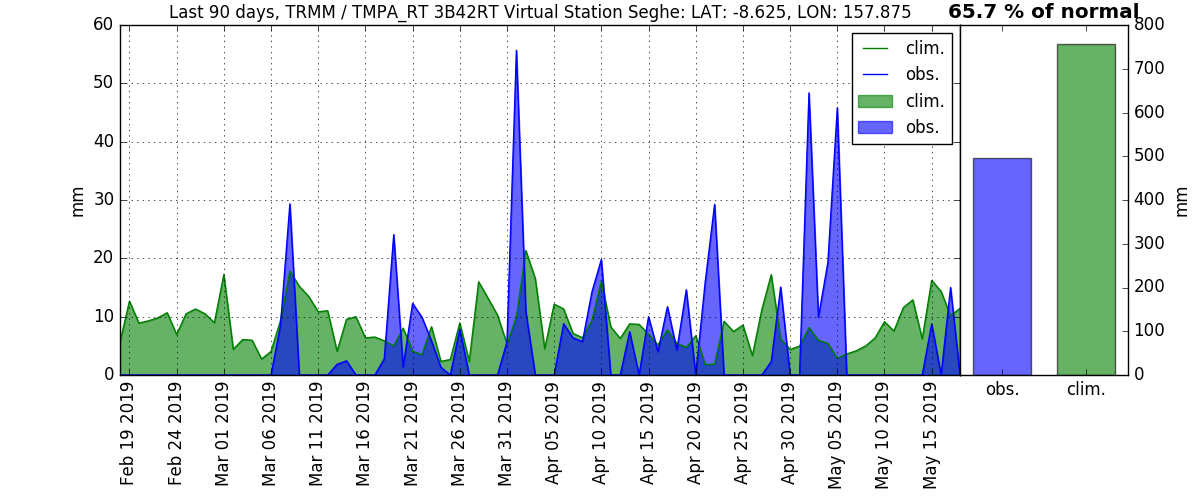 Last 90 days, TRMM / TMPA_RT 3B42RT Virtual Station Seghe: LAT: -8.625, LON: 157.875
65.7 % of normal
60
50
40
30
20
10
0
mm
clim.
obs.
clim.
obs.
800
700
600
500
400
300
200
100
0
mm
Feb 19 2019
Feb 24 2019
Mar 01 2019
Mar 06 2019
Mar 11 2019
Mar 16 2019
Mar 21 2019
Mar 26 2019
Mar 31 2019
Apr 05 2019
Apr 10 2019
Apr 15 2019
Apr 20 2019
Apr 25 2019
Apr 30 2019
May 05 2019
May 10 2019
May 15 2019
obs.
clim.